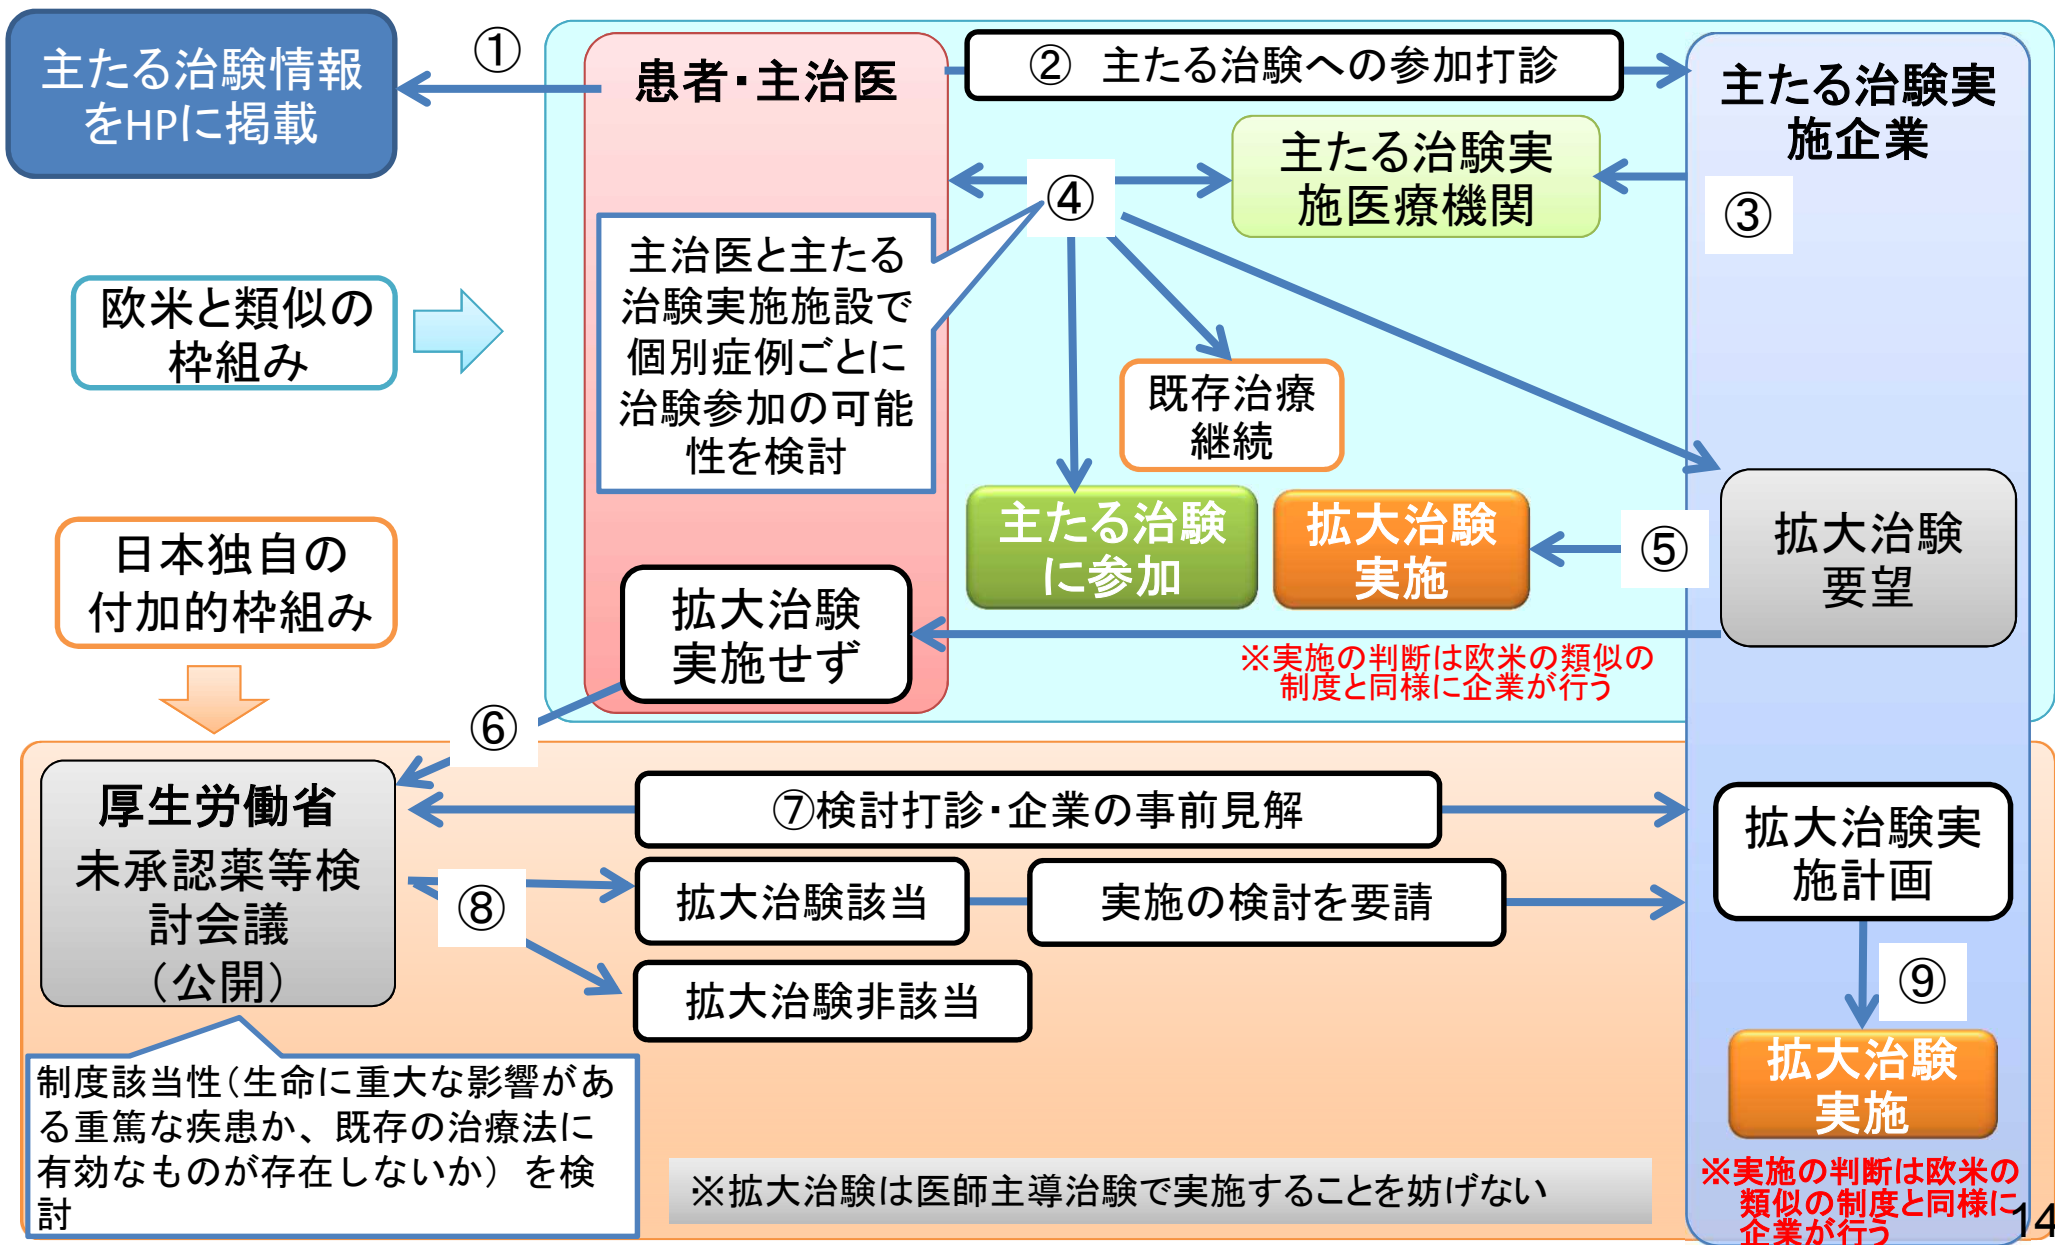 主たる治験情報
をHPに掲載
①
患者・主治医
② 主たる治験への参加打診
主たる治験実
施企業
主たる治験実
施医療機関
③
④
主治医と主たる
治験実施施設で
個別症例ごとに
治験参加の可能
性を検討
欧米と類似の
枠組み
既存治療
継続
主たる治験
に参加
拡大治験
実施
⑤
拡大治験
要望
日本独自の
付加的枠組み
拡大治験
実施せず
※実施の判断は欧米の類似の
制度と同様に企業が行う
⑥
厚生労働省
未承認薬等検
討会議
（公開）
⑦検討打診・企業の事前見解
拡大治験実
施計画
⑧
拡大治験該当
実施の検討を要請
拡大治験非該当
⑨
拡大治験
実施
制度該当性（生命に重大な影響があ
る重篤な疾患か、既存の治療法に
有効なものが存在しないか）を検
討
※拡大治験は医師主導治験で実施することを妨げない
※実施の判断は欧米の
類似の制度と同様に
企業が行う
14